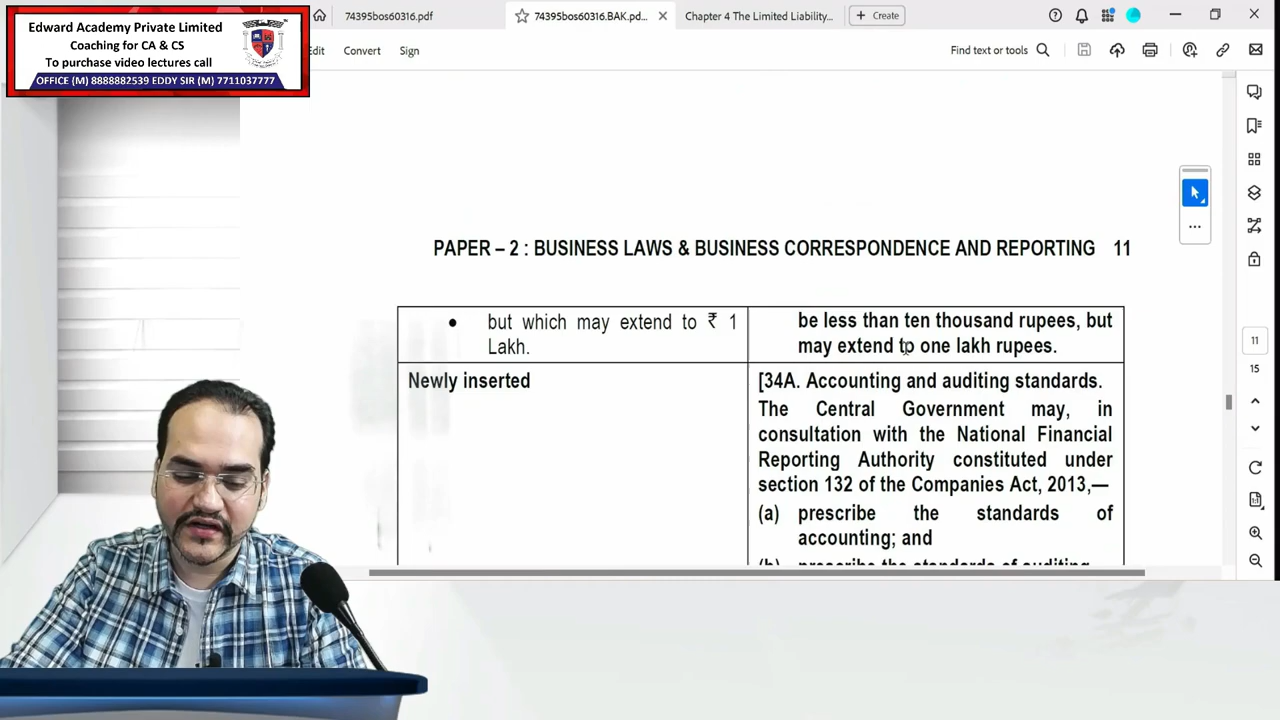 Edward Academy Private Limited
Coaching for CA & CS
To purchase video lectures call
OFFICE (M) 8888882539 EDDY SIR (M) 7711037777
74395bos60316.pdf
74395bos60316.BAK.pd...
Chapter 4 The Limited Liability...
+ Create
Edit Convert Sign
Find text or tools
PAPER – 2 : BUSINESS LAWS & BUSINESS CORRESPONDENCE AND REPORTING 11
• but which may extend to ₹ 1
Lakh.
be less than ten thousand rupees, but
may extend to one lakh rupees.
Newly inserted
[34A. Accounting and auditing standards.
The Central Government may, in
consultation with the National Financial
Reporting Authority constituted under
section 132 of the Companies Act, 2013,—
(a) prescribe the standards of
accounting; and
(b) prescribe the standards of auditing
11
15